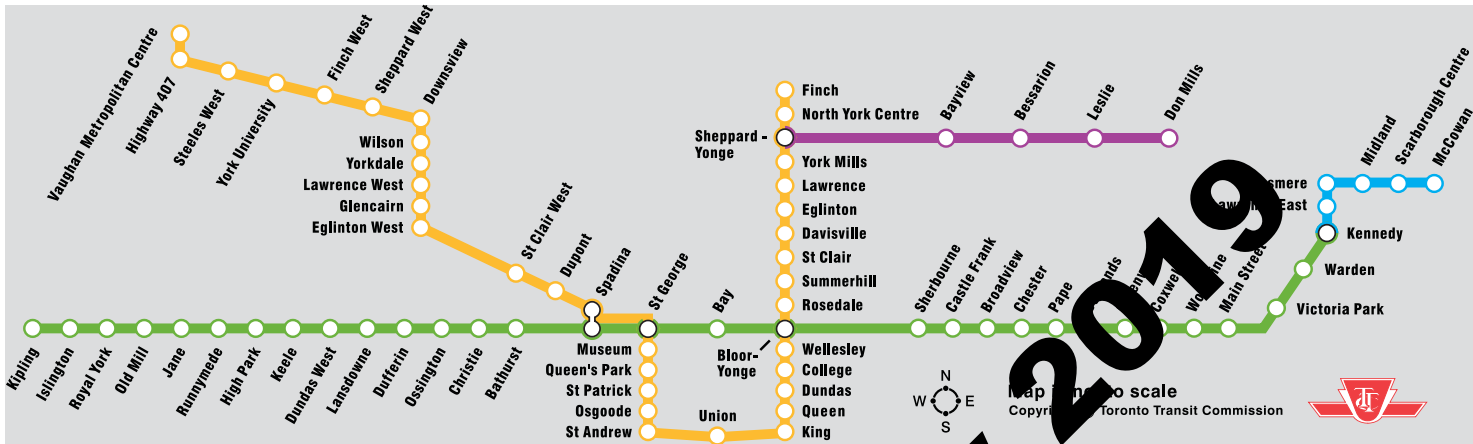 Vaughan Metropolitan Centre
Highway 407
Steeles West
York University
Finch West
Sheppard West
Downsview
Wilson
Yorkdale
Lawrence West
Glencairn
Eglinton West
St Clair West
Dupont
Spadina
St George
Finch
North York Centre
Sheppard -
Yonge
York Mills
Lawrence
Eglinton
Davisville
St Clair
Summerhill
Rosedale
Bayview
Bessarion
Leslie
Don Mills
Midland
Scarborough Centre
McCowan
East
Kennedy
Warden
Victoria Park
Kipling
Islington
Royal York
Old Mill
Jane
Runnymede
High Park
Keele
Dundas West
Lansdowne
Dufferin
Ossington
Christie
Bathurst
Bay
Bloor-
Yonge
Sherbourne
Castle Frank
Broadview
Chester
Pape
Main Street
Museum
Queen's Park
St Patrick
Osgoode
St Andrew
Union
Wellesley
College
Dundas
Queen
King
N
W E
S
Map to scale
Toronto Transit Commission
2019
TTC